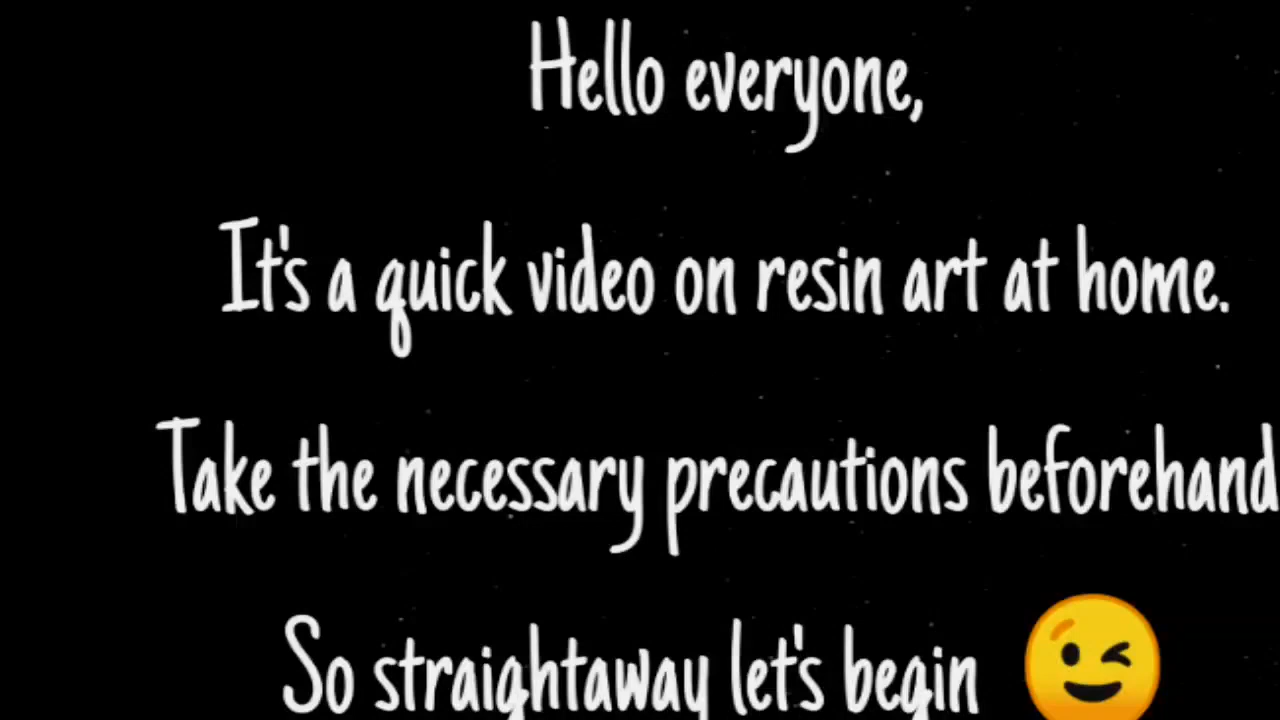 Hello everyone,
It's a quick video on resin art at home.
Take the necessary precautions beforehand
So straightaway let's begin 😉